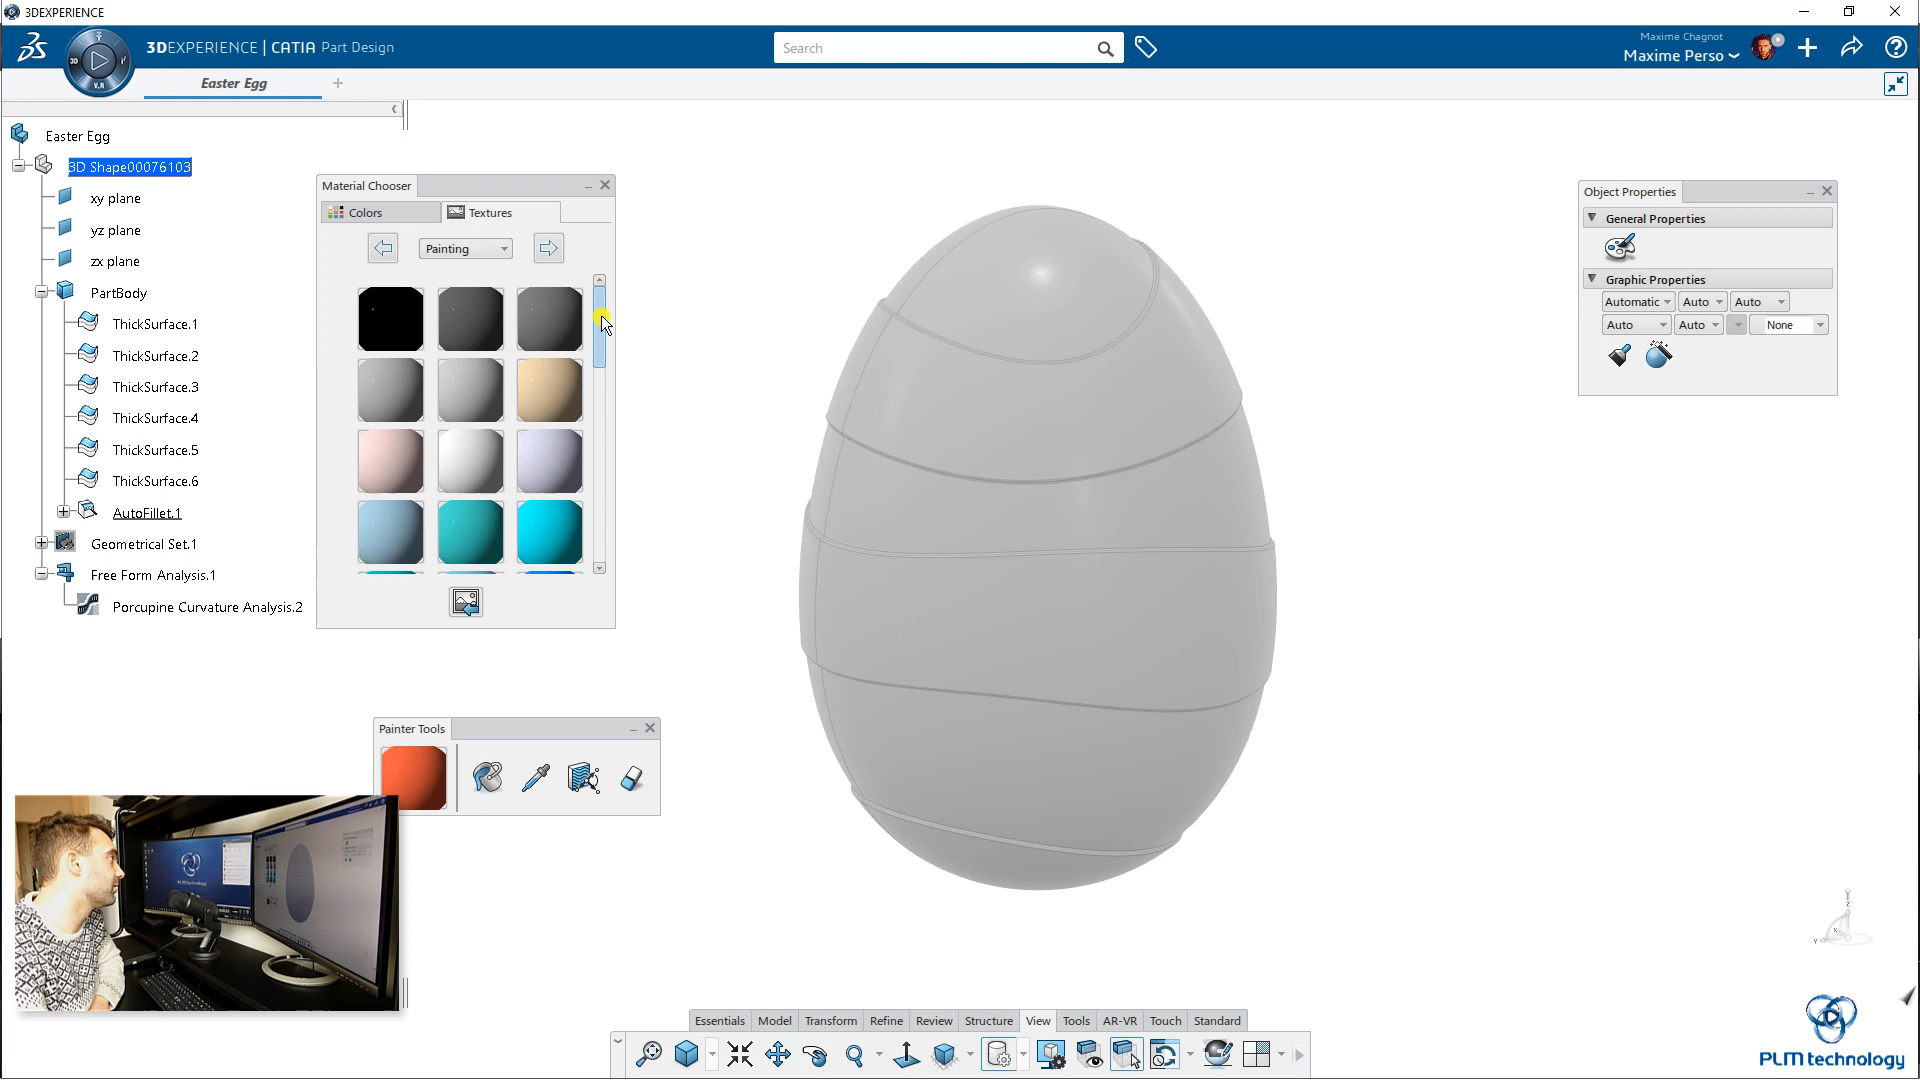 3DEXPERIENCE
3DEXPERIENCE | CATIA Part Design
Search
Maxime Chagnot
Maxime Perso
3D
V.R
Easter Egg
Easter Egg
3D Shape00076103
xy plane
yz plane
zx plane
PartBody
ThickSurface.1
ThickSurface.2
ThickSurface.3
ThickSurface.4
ThickSurface.5
ThickSurface.6
AutoFillet.1
Geometrical Set.1
Free Form Analysis.1
Porcupine Curvature Analysis.2
Material Chooser
Colors
Textures
Painting
Painter Tools
Object Properties
General Properties
Graphic Properties
Automatic
Auto
Auto
Auto
Auto
None
PLM technology
Essentials
Model
Transform
Refine
Review
Structure
View
Tools
AR-VR
Touch
Standard
PLM technology